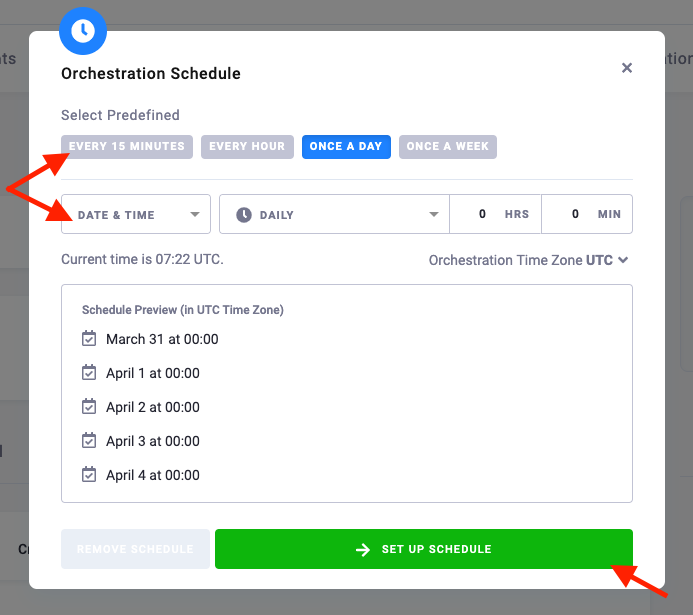 Orchestration Schedule
Select Predefined
EVERY 15 MINUTES EVERY HOUR ONCE A DAY ONCE A WEEK
DATE & TIME DAILY 0 HRS 0 MIN
Current time is 07:22 UTC. Orchestration Time Zone UTC
Schedule Preview (in UTC Time Zone)
March 31 at 00:00
April 1 at 00:00
April 2 at 00:00
April 3 at 00:00
April 4 at 00:00
REMOVE SCHEDULE SET UP SCHEDULE